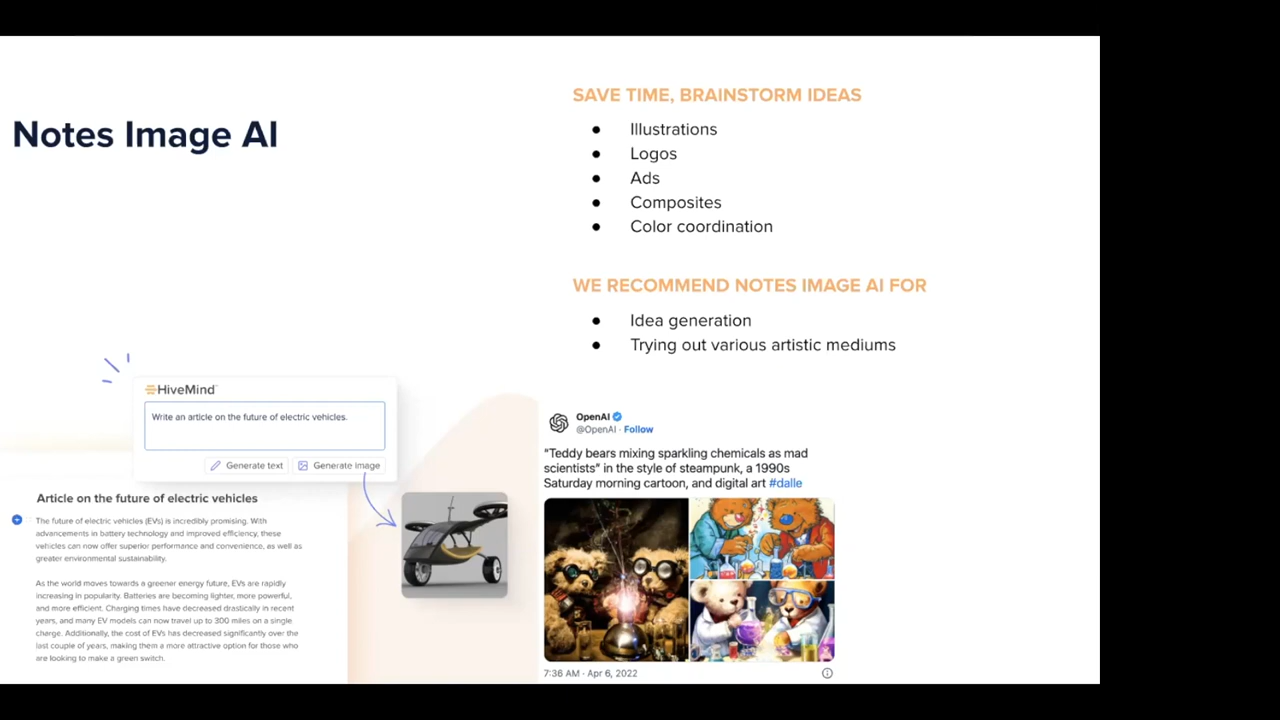 Notes Image AI
SAVE TIME, BRAINSTORM IDEAS
● Illustrations
● Logos
● Ads
● Composites
● Color coordination
WE RECOMMEND NOTES IMAGE AI FOR
● Idea generation
● Trying out various artistic mediums
HiveMind
Write an article on the future of electric vehicles.
Generate text
Generate image
Article on the future of electric vehicles
The future of electric vehicles (EVs) is incredibly promising. With
advancements in battery technology and improved efficiency, these
vehicles can now offer superior performance and convenience, as well as
greater environmental sustainability.
As the world moves towards a greener energy future, EVs are rapidly
increasing in popularity. Batteries are becoming lighter, more powerful,
and more efficient. Charging times have decreased drastically in recent
years, and many EV models can now travel up to 300 miles on a single
charge. Additionally, the cost of EVs has decreased significantly over the
last couple of years, making them a more attractive option for those who
are looking to make a green switch.
OpenAI
@OpenAI · Follow
“Teddy bears mixing sparkling chemicals as mad
scientists” in the style of steampunk, a 1990s
Saturday morning cartoon, and digital art #dalle
7:36 AM · Apr 6, 2022